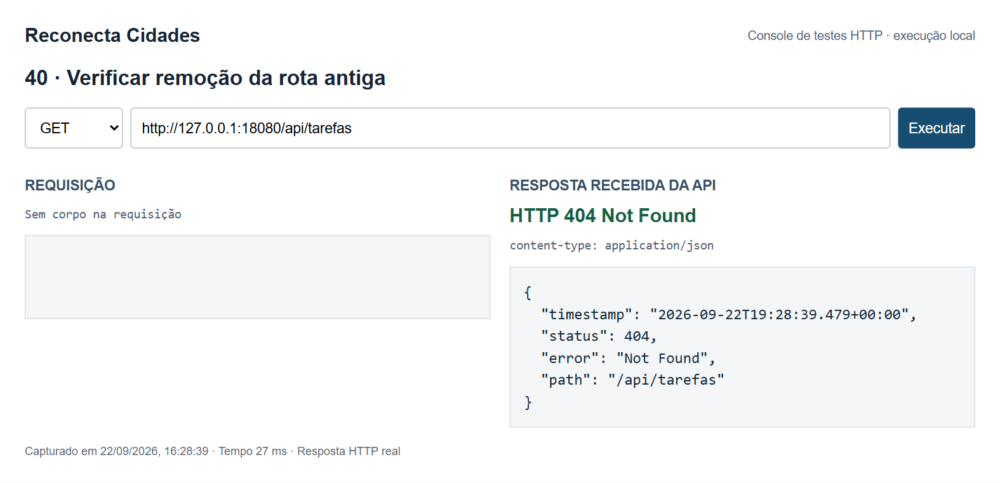 Reconecta Cidades
Console de testes HTTP · execução local
40 · Verificar remoção da rota antiga
GET
http://127.0.0.1:18080/api/tarefas
Executar
REQUISIÇÃO
Sem corpo na requisição
RESPOSTA RECEBIDA DA API
HTTP 404 Not Found
content-type: application/json
{
  "timestamp": "2026-09-22T19:28:39.479+00:00",
  "status": 404,
  "error": "Not Found",
  "path": "/api/tarefas"
}
Capturado em 22/09/2026, 16:28:39 · Tempo 27 ms · Resposta HTTP real